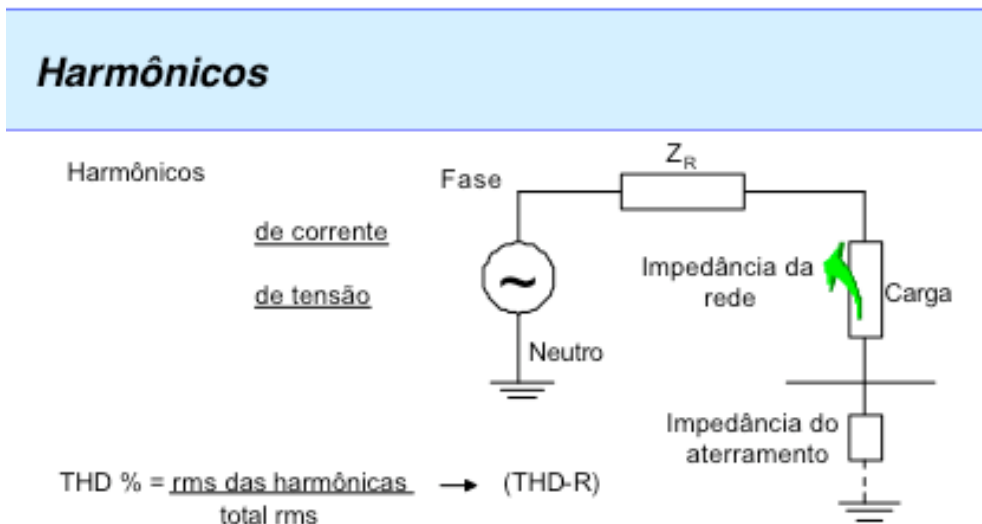 Harmônicos
Harmônicos
de corrente
de tensão
Fase
Z_R
~
Impedância da
rede
Carga
Neutro
Impedância do
aterramento
THD % = rms das harmônicas → (THD-R)
total rms